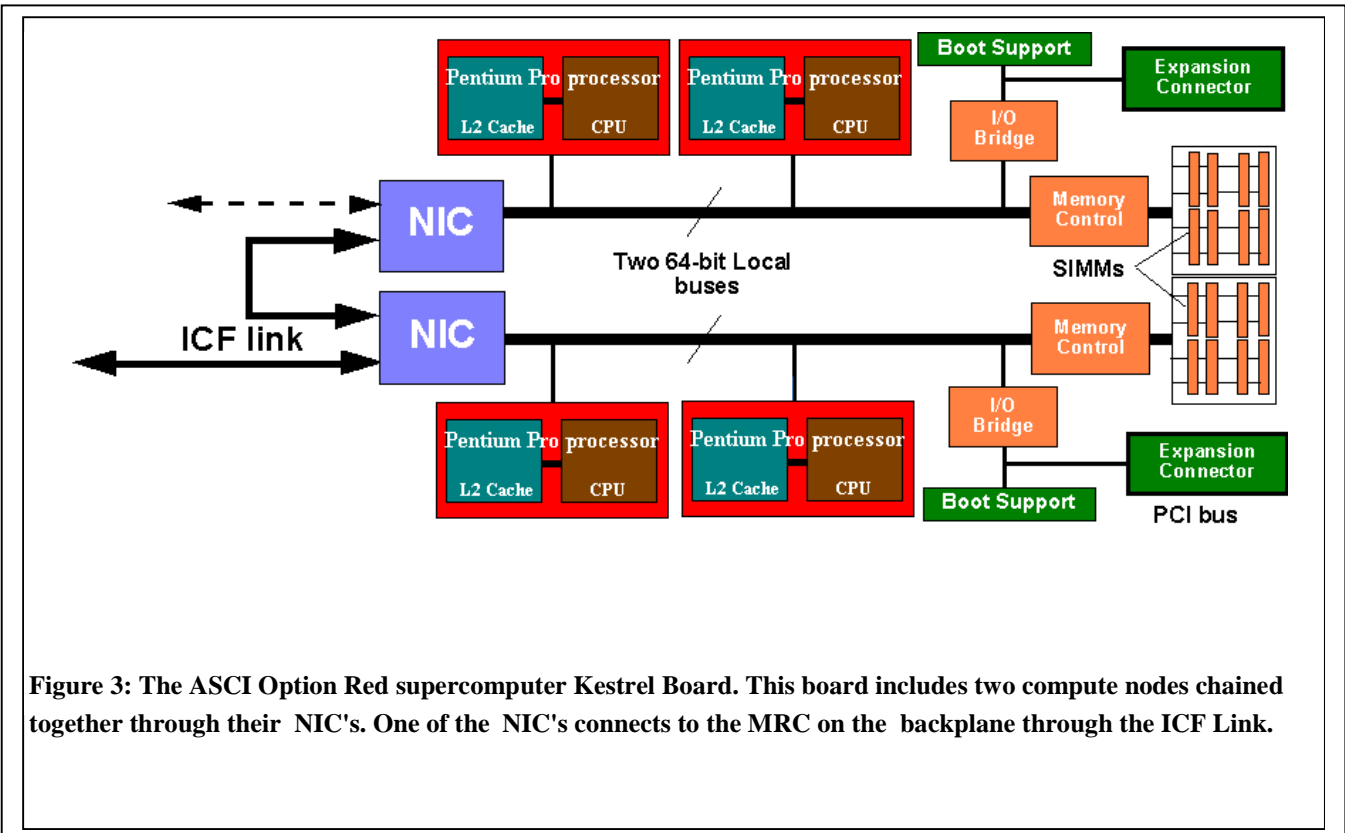 Boot Support
Expansion
Connector
Pentium Pro processor
L2 Cache CPU
Pentium Pro processor
L2 Cache CPU
I/O
Bridge
NIC
Memory
Control
Two 64-bit Local
buses
SIMMs
ICF link
NIC
Memory
Control
Pentium Pro processor
L2 Cache CPU
Pentium Pro processor
L2 Cache CPU
I/O
Bridge
Expansion
Connector
Boot Support
PCI bus
Figure 3: The ASCI Option Red supercomputer Kestrel Board. This board includes two compute nodes chained
together through their NIC's. One of the NIC's connects to the MRC on the backplane through the ICF Link.